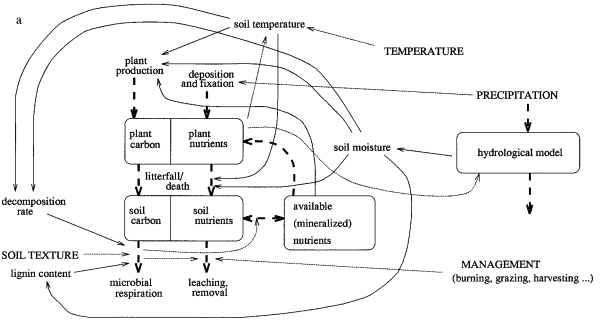 a
soil temperature
TEMPERATURE
plant
production
deposition
and fixation
PRECIPITATION
plant
carbon
plant
nutrients
soil moisture
hydrological model
litterfall/
death
decomposition
rate
soil
carbon
soil
nutrients
available
(mineralized)
nutrients
SOIL TEXTURE
lignin content
MANAGEMENT
(burning, grazing, harvesting ...)
microbial
respiration
leaching,
removal